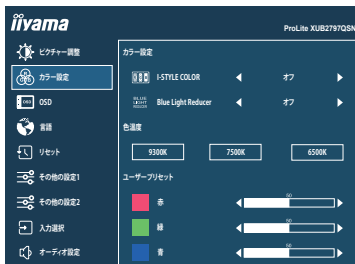 iiyama
ProLite XUB2797QSN
ピクチャー調整
カラー設定
OSD
言語
リセット
その他の設定1
その他の設定2
入力選択
オーディオ設定
カラー設定
I-STYLE COLOR
オフ
BLUE
LIGHT
REDUCER
Blue Light Reducer
オフ
色温度
9300K
7500K
6500K
ユーザープリセット
赤
50
緑
50
青
50